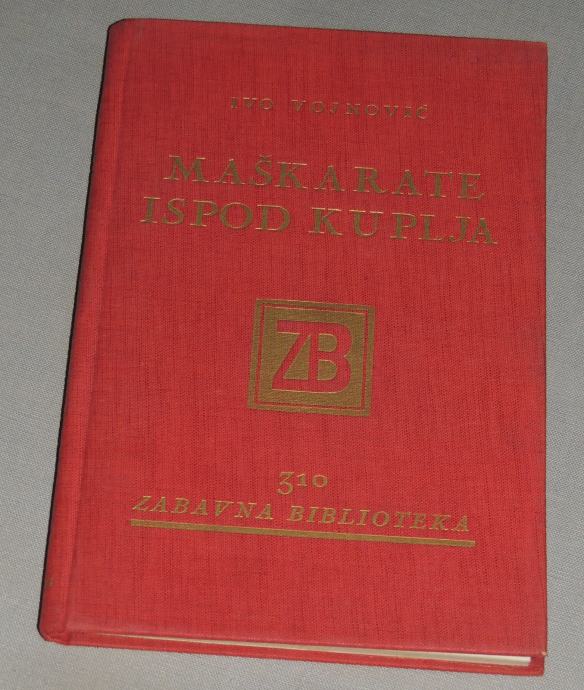 IVO VOJNOVIĆ
MAŠKARATE
ISPOD KUPLJA
ZB
310
ZABAVNA BIBLIOTEKA